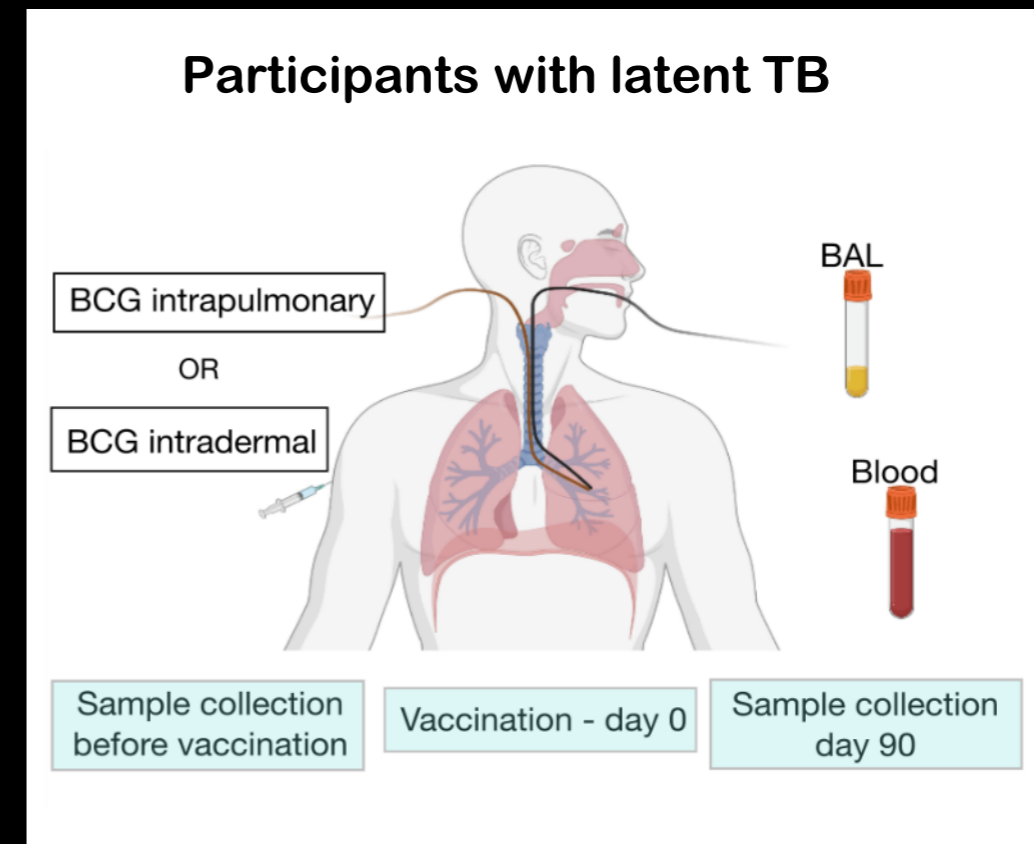 Participants with latent TB
BCG intrapulmonary
OR
BCG intradermal
BAL
Blood
Sample collection
before vaccination
Vaccination - day 0
Sample collection
day 90